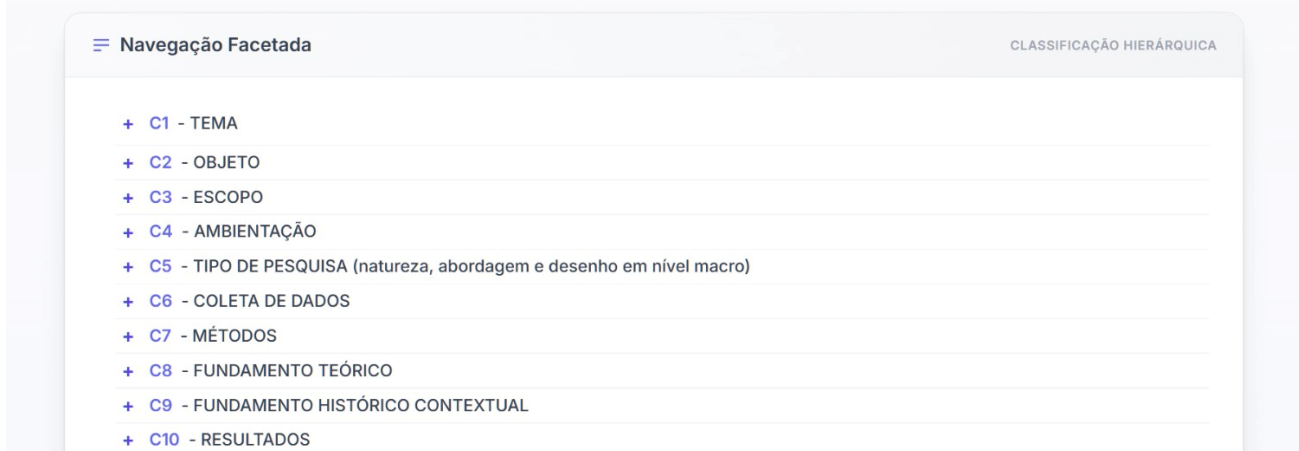 Navegação Facetada
CLASSIFICAÇÃO HIERÁRQUICA
+ C1 - TEMA
+ C2 - OBJETO
+ C3 - ESCOPO
+ C4 - AMBIENTAÇÃO
+ C5 - TIPO DE PESQUISA (natureza, abordagem e desenho em nível macro)
+ C6 - COLETA DE DADOS
+ C7 - MÉTODOS
+ C8 - FUNDAMENTO TEÓRICO
+ C9 - FUNDAMENTO HISTÓRICO CONTEXTUAL
+ C10 - RESULTADOS